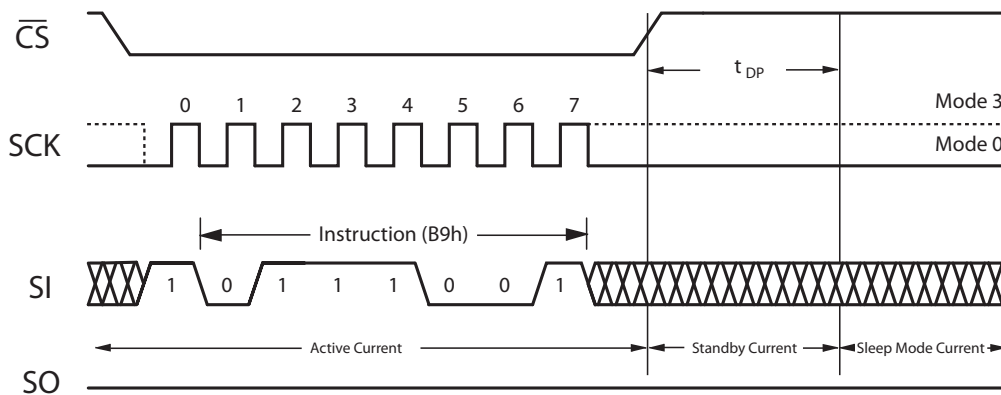 CS
t DP
0 1 2 3 4 5 6 7
Mode 3
SCK
Mode 0
Instruction (B9h)
SI
1 0 1 1 1 0 0 1
Active Current
Standby Current
Sleep Mode Current
SO